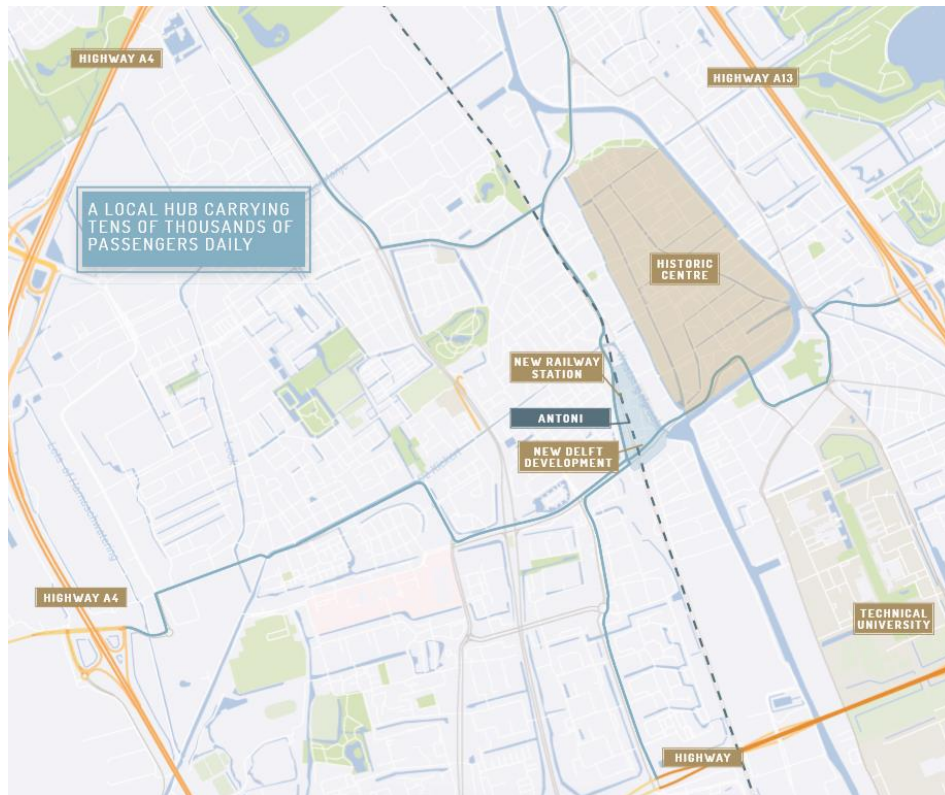 HIGHWAY A4
HIGHWAY A13
A LOCAL HUB CARRYING
TENS OF THOUSANDS OF
PASSENGERS DAILY
HISTORIC
CENTRE
NEW RAILWAY
STATION
ANTONI
NEW DELFT
DEVELOPMENT
HIGHWAY A4
TECHNICAL
UNIVERSITY
HIGHWAY